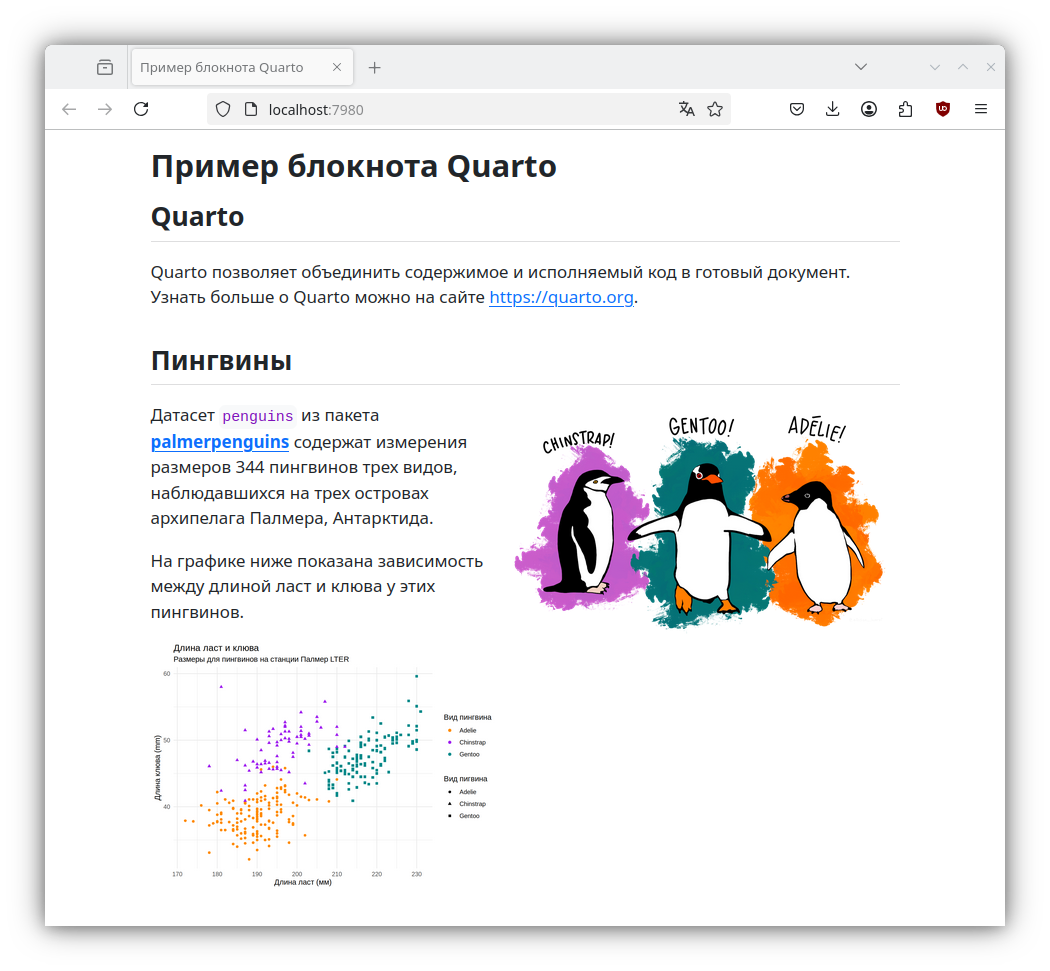 Пример блокнота Quarto
localhost:7980
Пример блокнота Quarto
Quarto
Quarto позволяет объединить содержимое и исполняемый код в готовый документ.
Узнать больше о Quarto можно на сайте https://quarto.org.
Пингвины
Датасет penguins из пакета
palmerpenguins содержат измерения
размеров 344 пингвинов трех видов,
наблюдавшихся на трех островах
архипелага Палмера, Антарктида.
На графике ниже показана зависимость
между длиной ласт и клюва у этих
пингвинов.
CHINSTRAP!
GENTOO!
ADÉLIE!
Длина ласт и клюва
Размеры для пингвинов на станции Палмер LTER
60
50
40
Длина клюва (mm)
170 180 190 200 210 220 230
Длина ласт (мм)
Вид пингвина
Adelie
Chinstrap
Gentoo
Вид пигвина
Adelie
Chinstrap
Gentoo